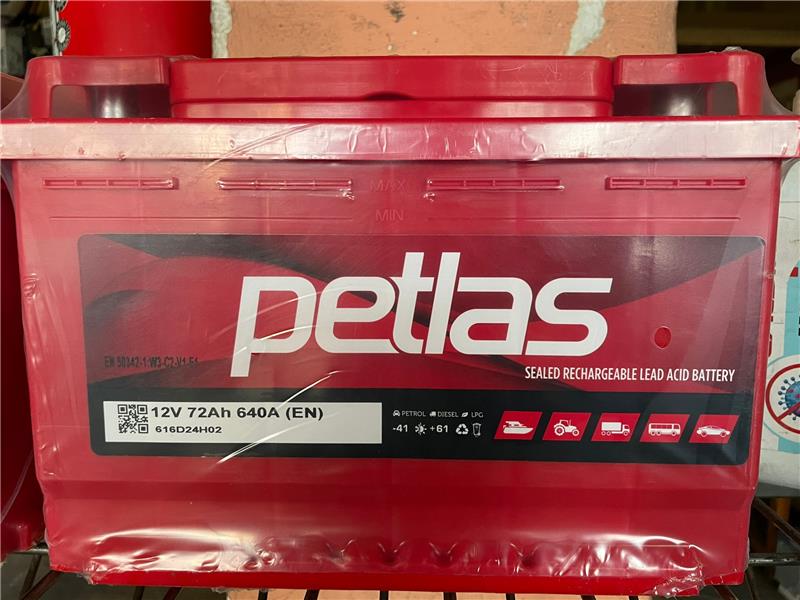 MAX
MIN
petlas
EN 50342-1:W3-C2-V1-E1
SEALED RECHARGEABLE LEAD ACID BATTERY
12V 72Ah 640A (EN)
616D24H02
PETROL DIESEL LPG
-41 +61